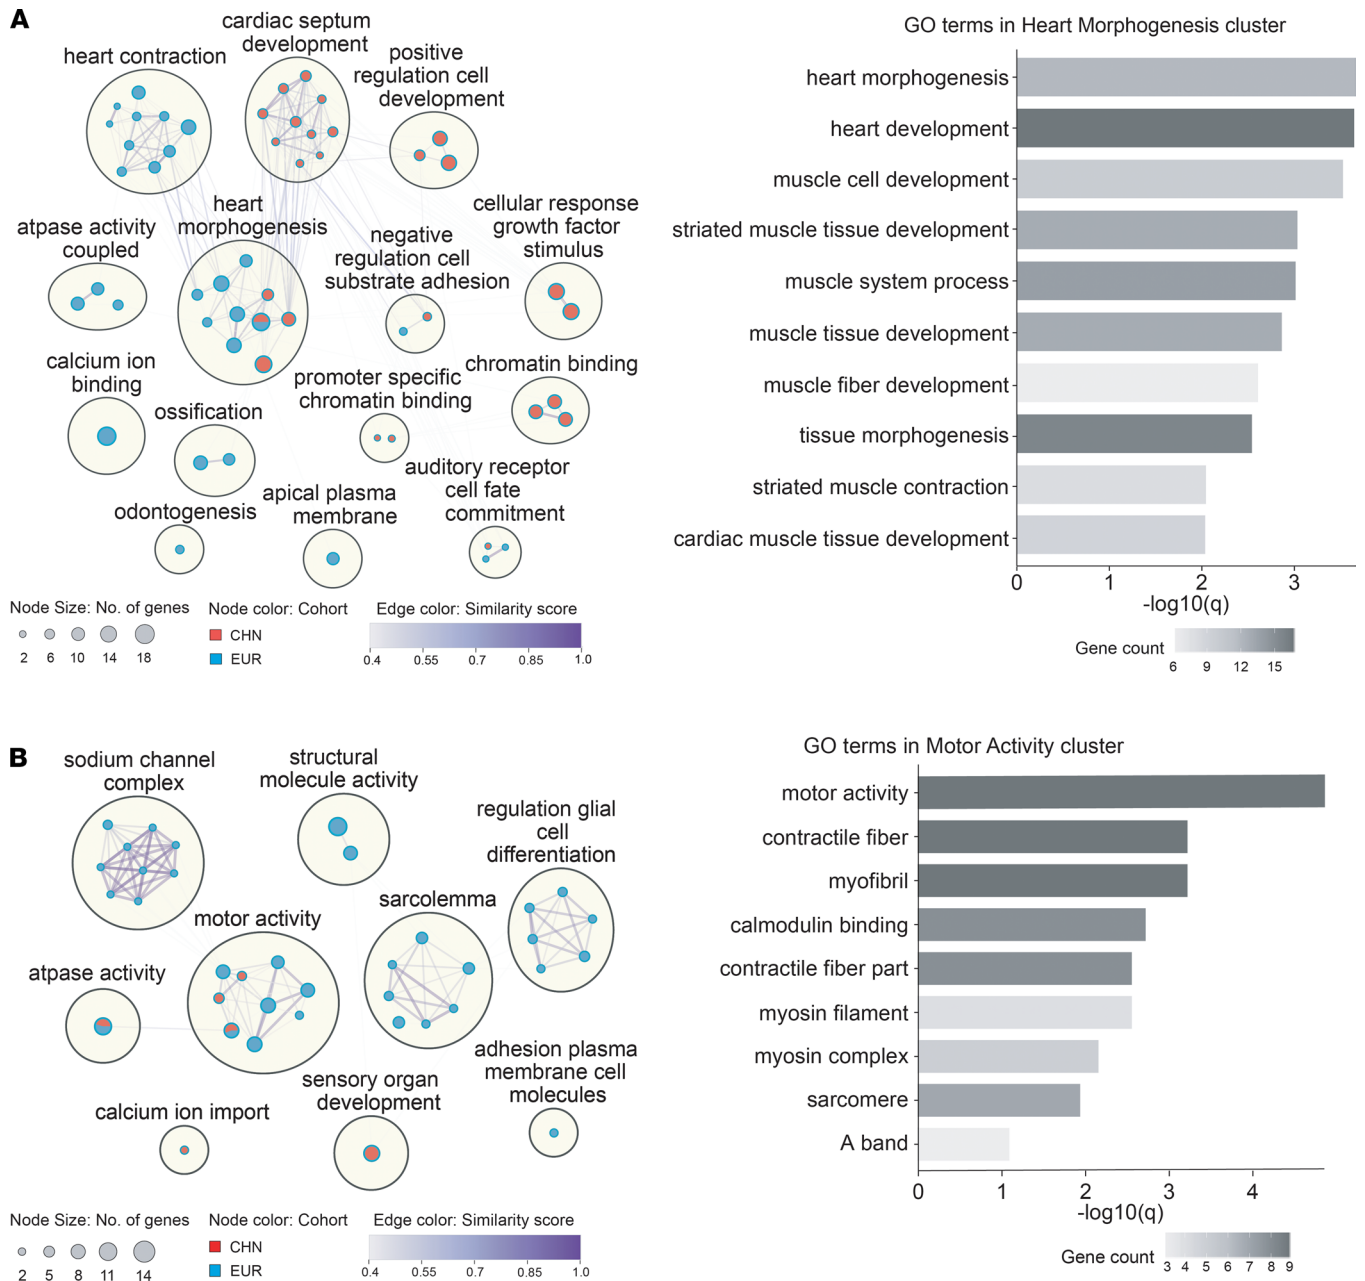 A
heart contraction
cardiac septum
development
positive
regulation cell
development
heart
morphogenesis
atpase activity
coupled
negative
regulation cell
substrate adhesion
cellular response
growth factor
stimulus
calcium ion
binding
ossification
promoter specific
chromatin binding
chromatin binding
odontogenesis
apical plasma
membrane
auditory receptor
cell fate
commitment
Node Size: No. of genes
2 6 10 14 18
Node color: Cohort
CHN
EUR
Edge color: Similarity score
0.4 0.55 0.7 0.85 1.0
GO terms in Heart Morphogenesis cluster
heart morphogenesis
heart development
muscle cell development
striated muscle tissue development
muscle system process
muscle tissue development
muscle fiber development
tissue morphogenesis
striated muscle contraction
cardiac muscle tissue development
0 1 2 3
-log10(q)
Gene count
6 9 12 15
B
sodium channel
complex
structural
molecule activity
regulation glial
cell
differentiation
motor activity
sarcolemma
atpase activity
calcium ion import
sensory organ
development
adhesion plasma
membrane cell
molecules
Node Size: No. of genes
2 5 8 11 14
Node color: Cohort
CHN
EUR
Edge color: Similarity score
0.4 0.55 0.7 0.85 1.0
GO terms in Motor Activity cluster
motor activity
contractile fiber
myofibril
calmodulin binding
contractile fiber part
myosin filament
myosin complex
sarcomere
A band
0 1 2 3 4
-log10(q)
Gene count
3 4 5 6 7 8 9